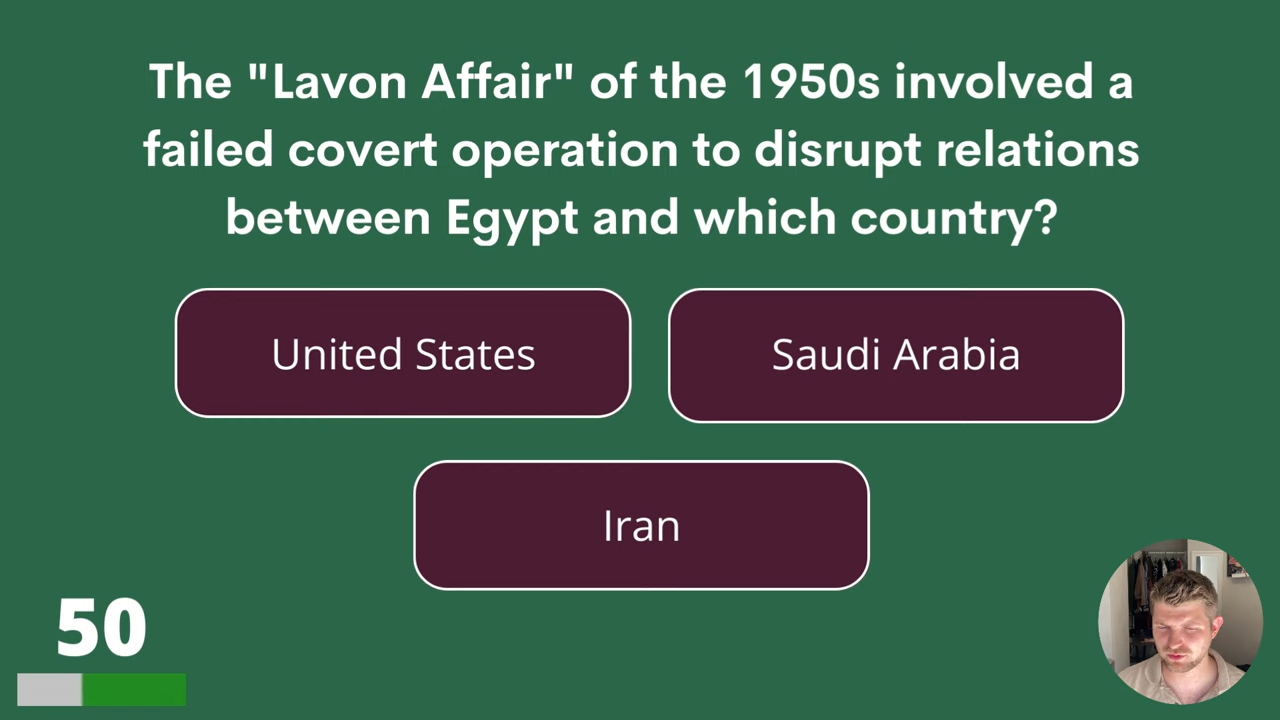 The "Lavon Affair" of the 1950s involved a
failed covert operation to disrupt relations
between Egypt and which country?
United States
Saudi Arabia
Iran
50